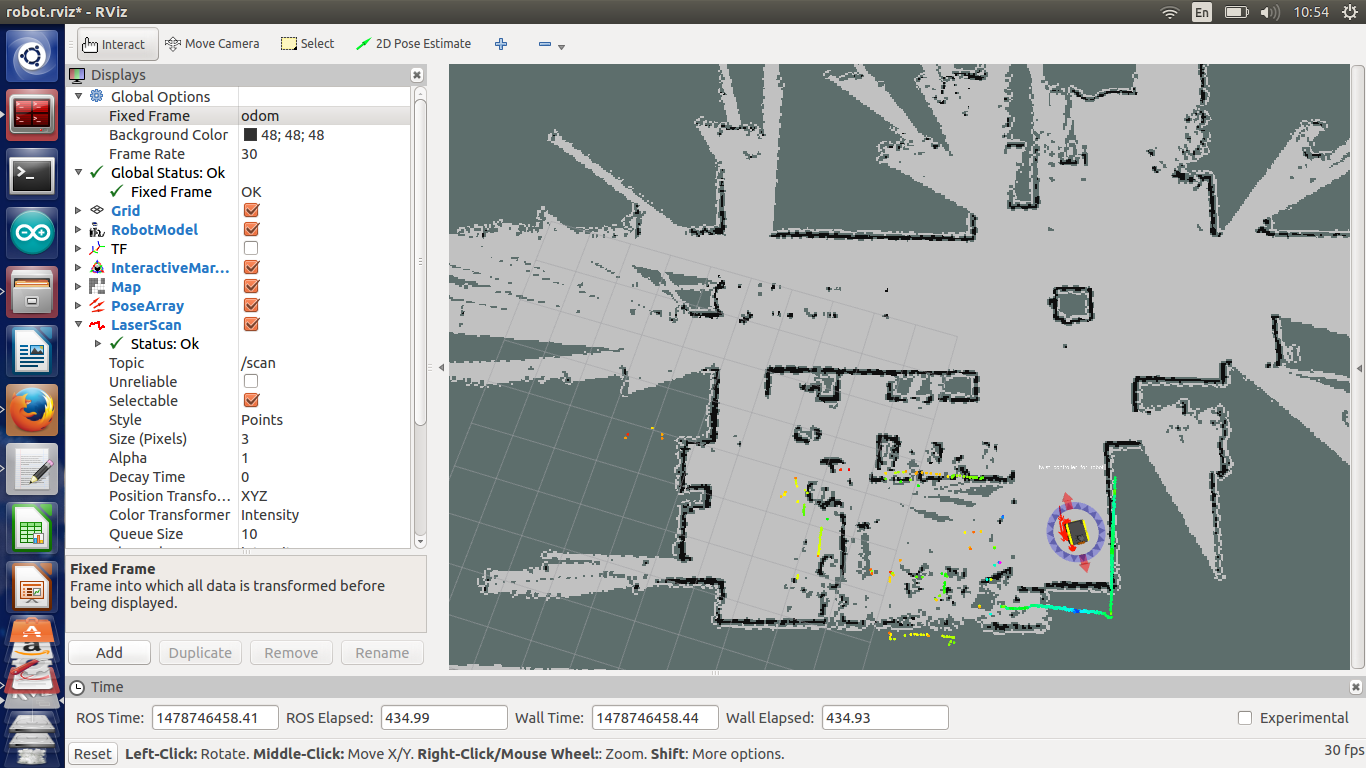 robot.rviz* - RViz
En
10:54
Interact
Move Camera
Select
2D Pose Estimate
Displays
Global Options
Fixed Frame odom
Background Color 48; 48; 48
Frame Rate 30
Global Status: Ok
Fixed Frame OK
Grid
RobotModel
TF
InteractiveMar...
Map
PoseArray
LaserScan
Status: Ok
Topic /scan
Unreliable
Selectable
Style Points
Size (Pixels) 3
Alpha 1
Decay Time 0
Position Transfo... XYZ
Color Transformer Intensity
Queue Size 10
Fixed Frame
Frame into which all data is transformed before
being displayed.
Add Duplicate Remove Rename
Time
ROS Time: 1478746458.41 ROS Elapsed: 434.99 Wall Time: 1478746458.44 Wall Elapsed: 434.93 Experimental
Reset Left-Click: Rotate. Middle-Click: Move X/Y. Right-Click/Mouse Wheel:: Zoom. Shift: More options. 30 fps